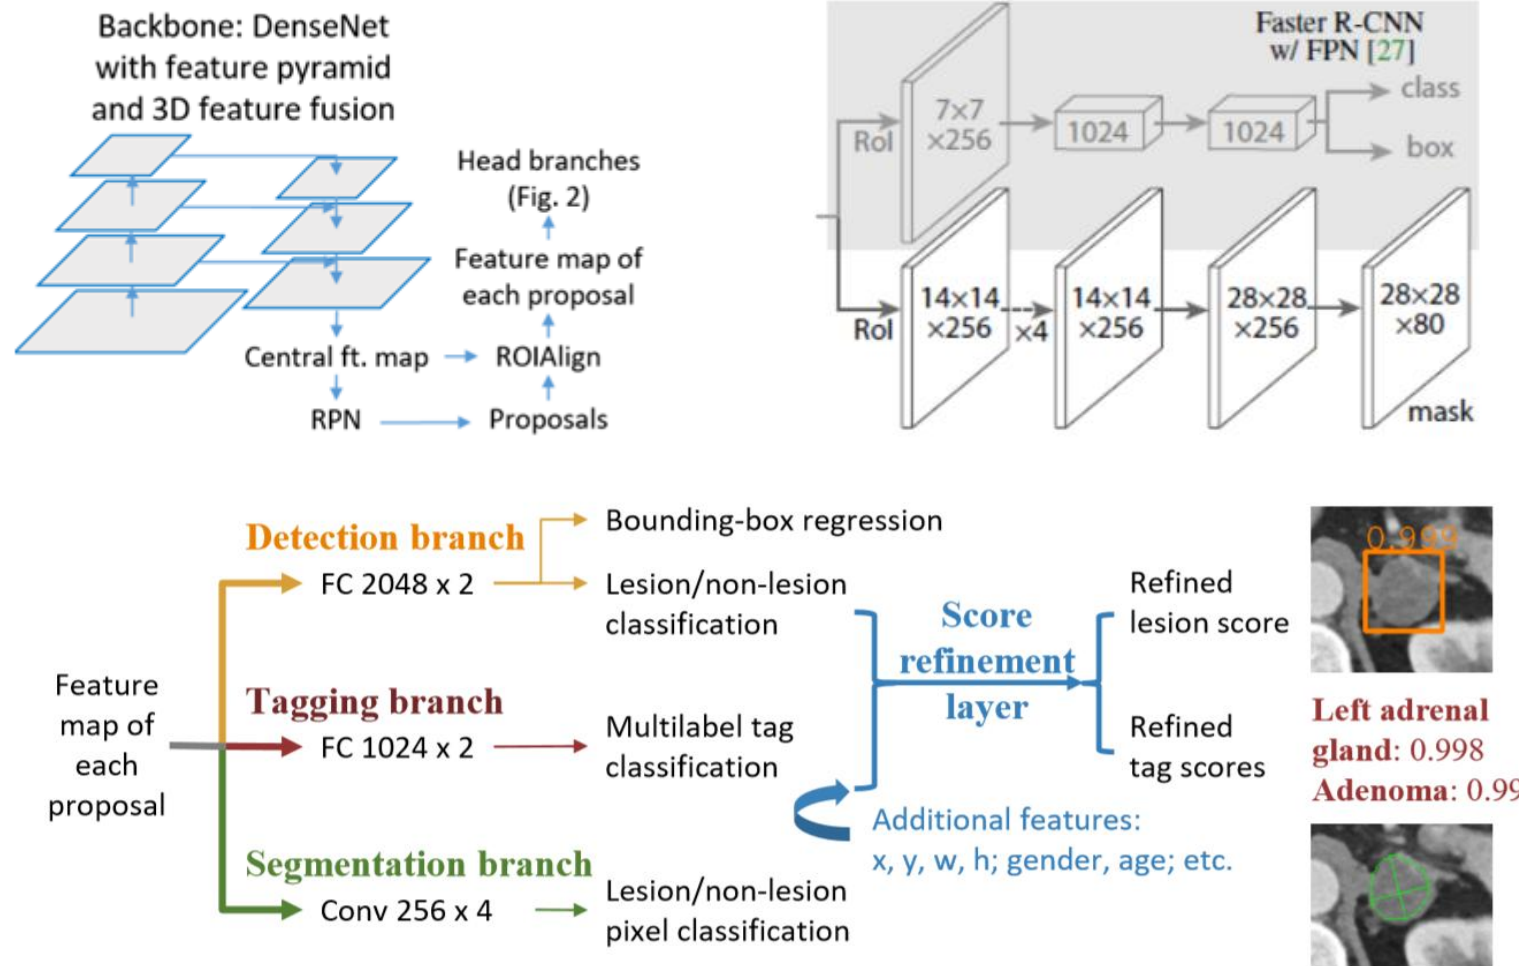 Backbone: DenseNet
with feature pyramid
and 3D feature fusion
Head branches
(Fig. 2)
Feature map of
each proposal
Central ft. map
ROIAlign
RPN
Proposals
Faster R-CNN
w/ FPN [27]
RoI
7×7
×256
1024
1024
class
box
RoI
14×14
×256
×4
14×14
×256
28×28
×256
28×28
×80
mask
Feature
map of
each
proposal
Detection branch
FC 2048 x 2
Bounding-box regression
Lesion/non-lesion
classification
Tagging branch
FC 1024 x 2
Multilabel tag
classification
Segmentation branch
Conv 256 x 4
Lesion/non-lesion
pixel classification
Score
refinement
layer
Additional features:
x, y, w, h; gender, age; etc.
Refined
lesion score
Refined
tag scores
0.999
Left adrenal
gland: 0.998
Adenoma: 0.99